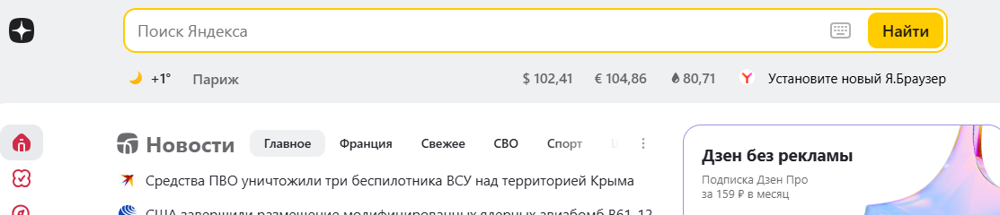 Поиск Яндекса
Найти
+1° Париж $ 102,41 € 104,86 80,71 Установите новый Я.Браузер
Новости Главное Франция Свежее СВО Спорт
Средства ПВО уничтожили три беспилотника ВСУ над территорией Крыма
США завершили размещение модифицированных ядерных авиабомб B61-12
Дзен без рекламы
Подписка Дзен Про
за 159 ₽ в месяц